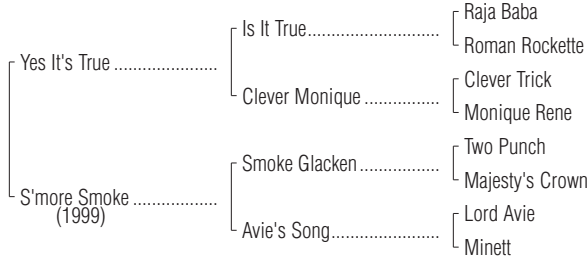 Raja Baba
Is It True
Roman Rockette
Yes It's True
Clever Trick
Clever Monique
Monique Rene
Two Punch
Smoke Glacken
Majesty's Crown
S'more Smoke
(1999)
Lord Avie
Avie's Song
Minett